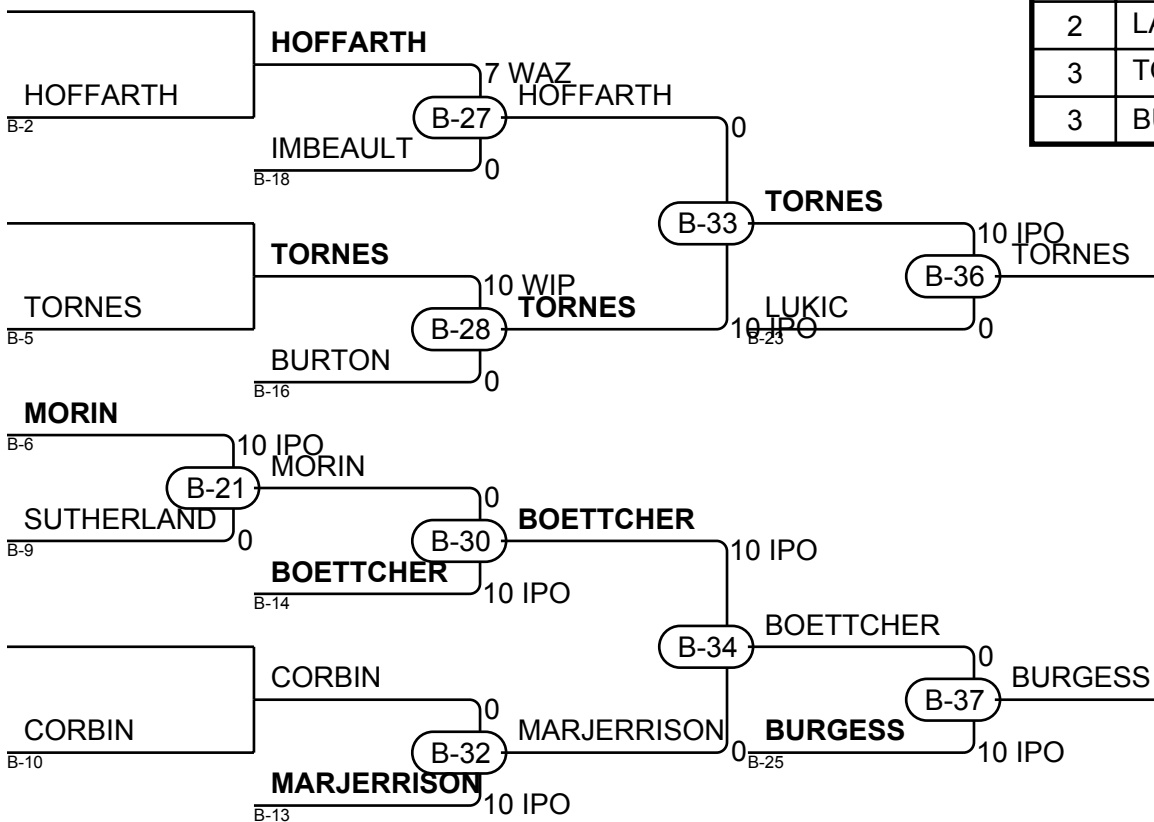 2
HOFFARTH
7 WAZ
3
HOFFARTH
HOFFARTH
B-2
B-27
0
3
IMBEAULT
B-18
0
TORNES
B-33
TORNES
10 IPO
TORNES
10 WIP
TORNES
B-36
TORNES
LUKIC
B-5
B-28
10 IPO
B-23
0
BURTON
B-16
0
MORIN
B-6
10 IPO
MORIN
B-21
0
SUTHERLAND
BOETTCHER
B-9
0
B-30
10 IPO
BOETTCHER
B-14
10 IPO
BOETTCHER
B-34
0
CORBIN
BURGESS
0
B-37
CORBIN
MARJERRISON
BURGESS
B-10
B-32
0
B-25
10 IPO
MARJERRISON
B-13
10 IPO